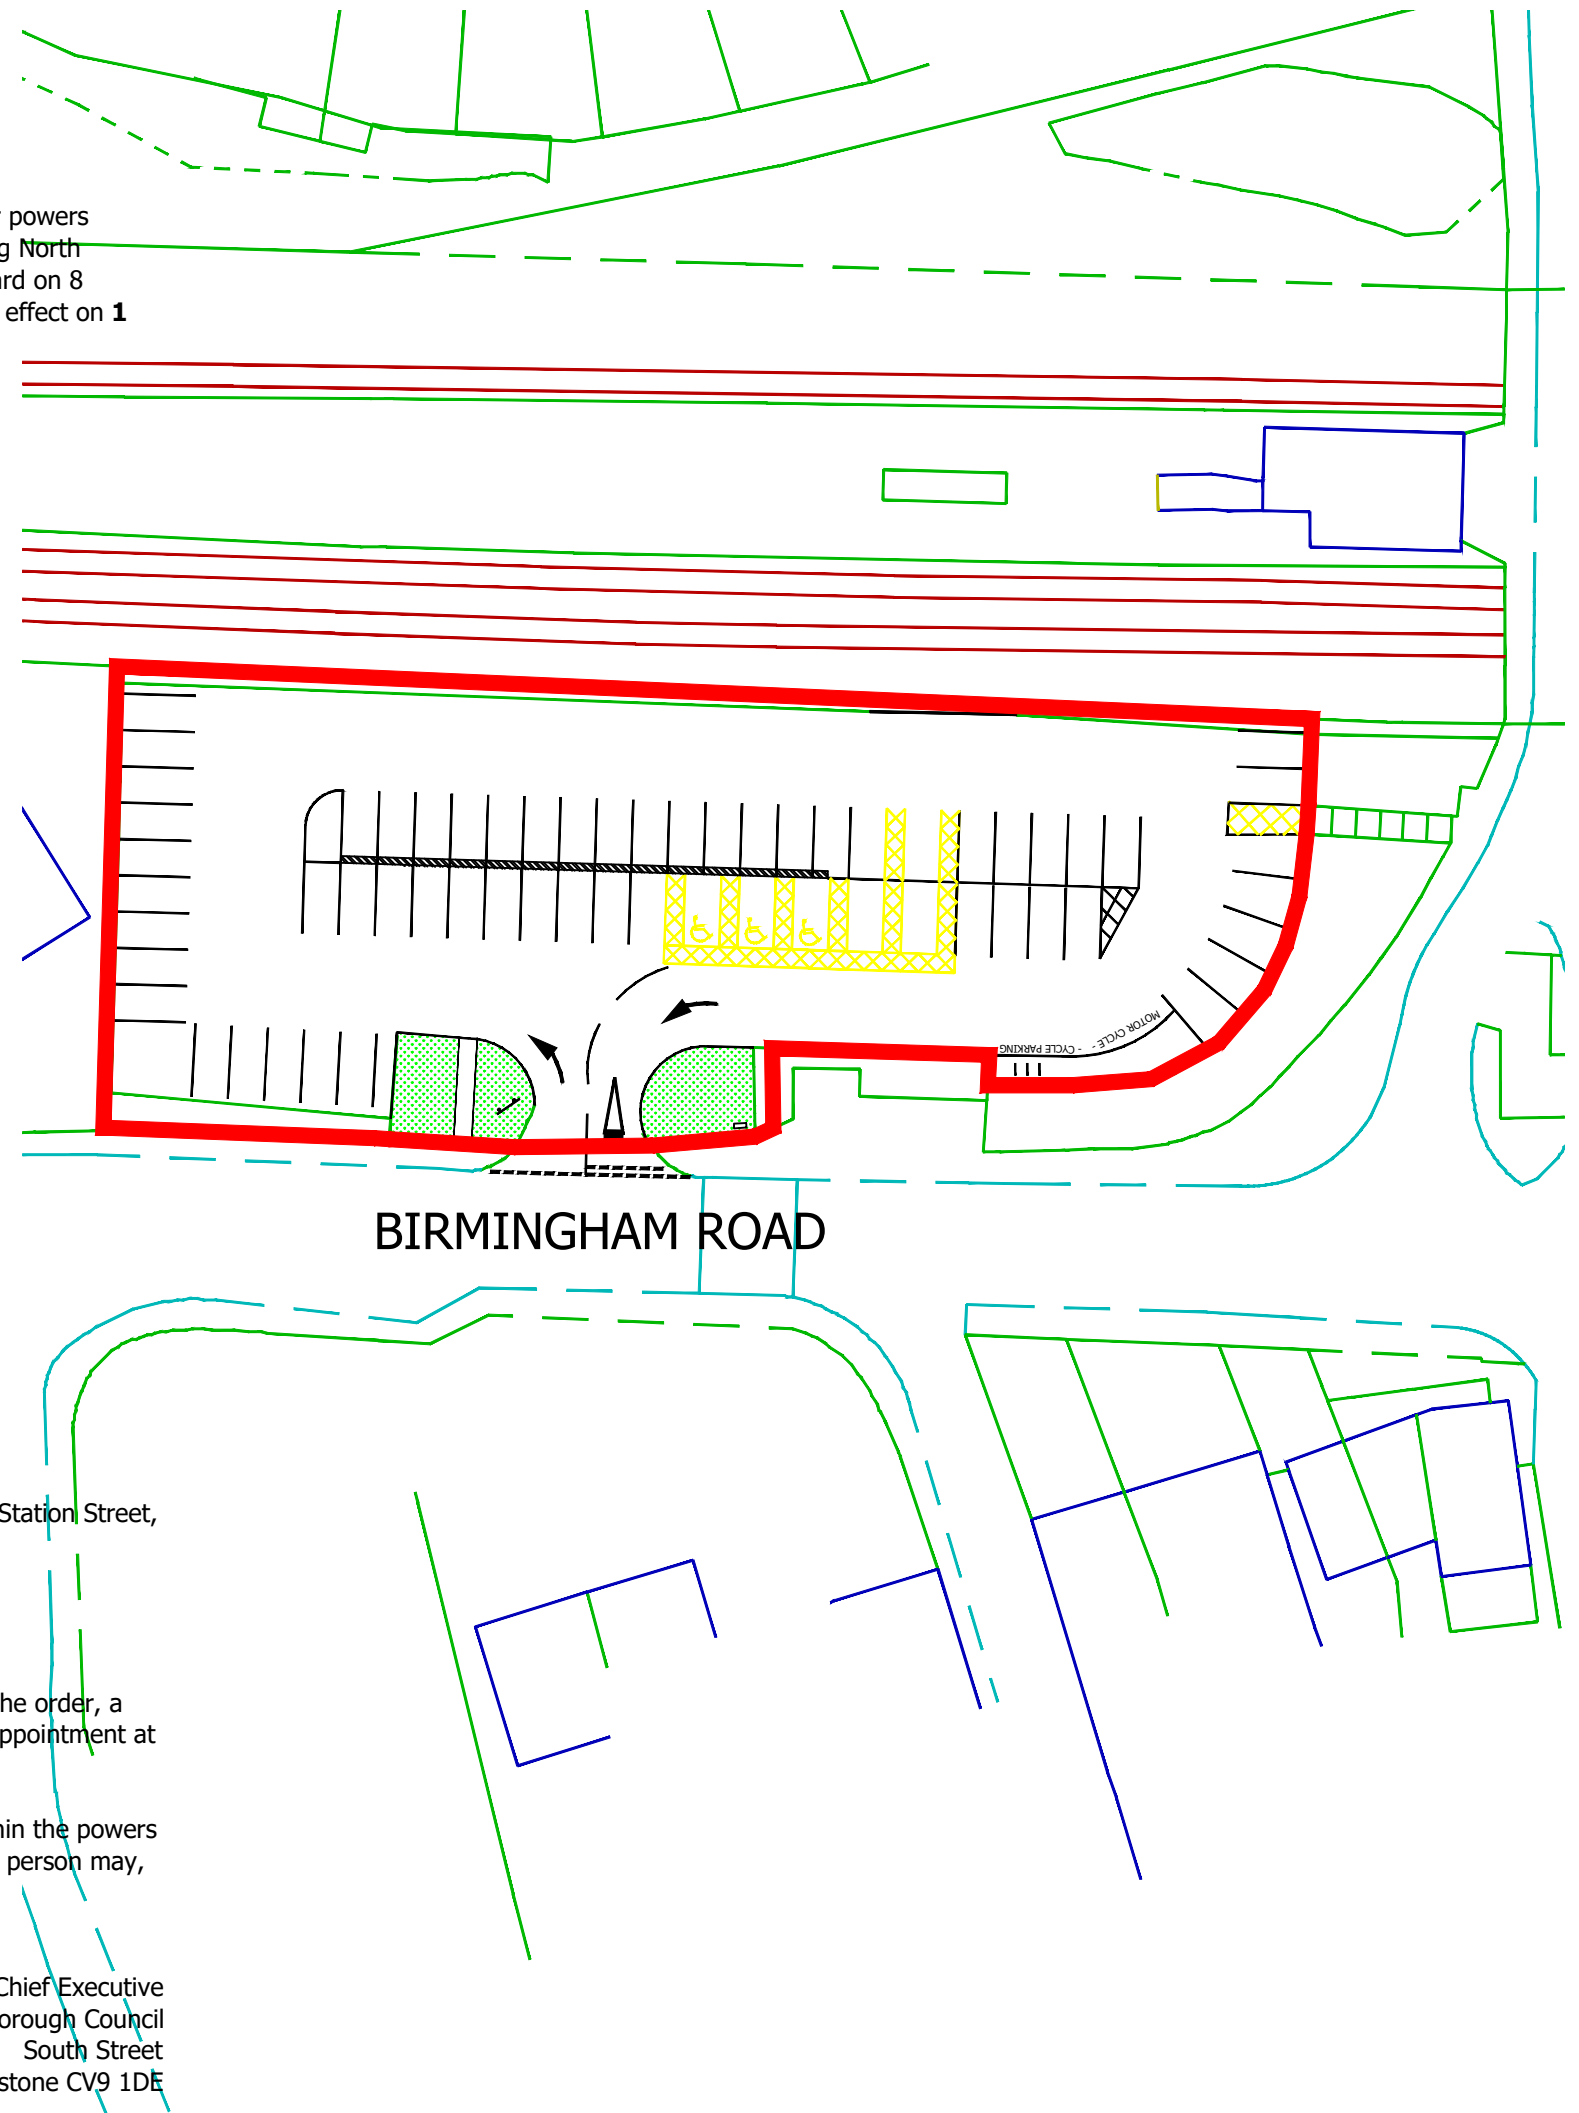 powers
g North
rd on 8
effect on 1
MOTOR CYCLE -
- CYCLE PARKING
BIRMINGHAM ROAD
Station Street,
he order, a
ppointment at
in the powers
person may,
Chief Executive
orough Council
South Street
stone CV9 1DE